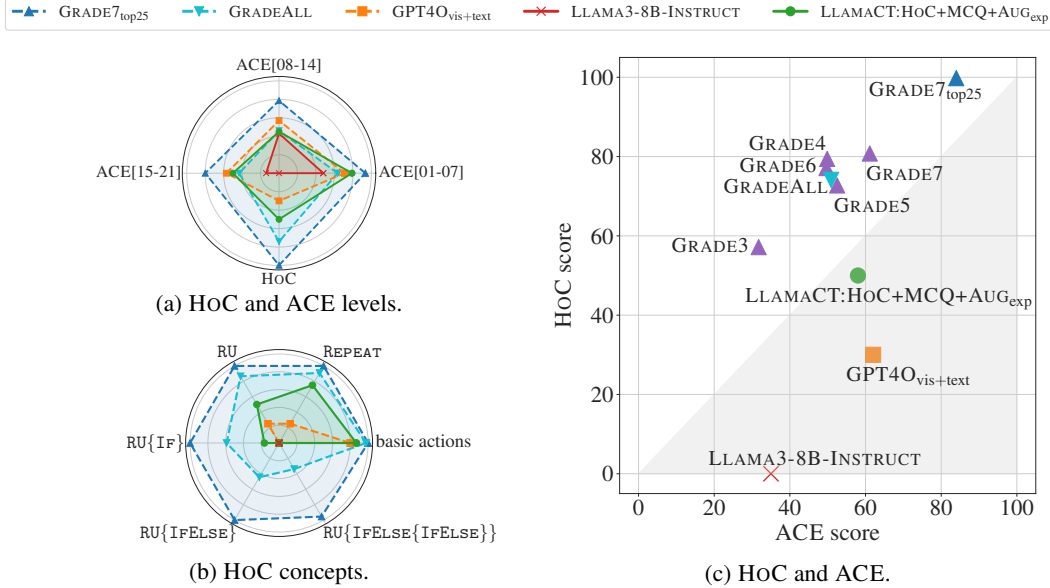 GRADE7top25 GRADEALL GPT4Ovis+text LLAMA3-8B-INSTRUCT LLAMACT:HOC+MCQ+AUGexp
ACE[08-14]
ACE[15-21] ACE[01-07]
HOC
(a) HOC and ACE levels.
RU REPEAT
RU{IF} basic actions
RU{IFELSE} RU{IFELSE{IFELSE}}
(b) HOC concepts.
HOC score
100
80
60
40
20
0
GRADE7top25
GRADE4
GRADE6
GRADE7
GRADEALL
GRADE5
GRADE3
LLAMACT:HOC+MCQ+AUGexp
GPT4Ovis+text
LLAMA3-8B-INSTRUCT
0 20 40 60 80 100
ACE score
(c) HOC and ACE.